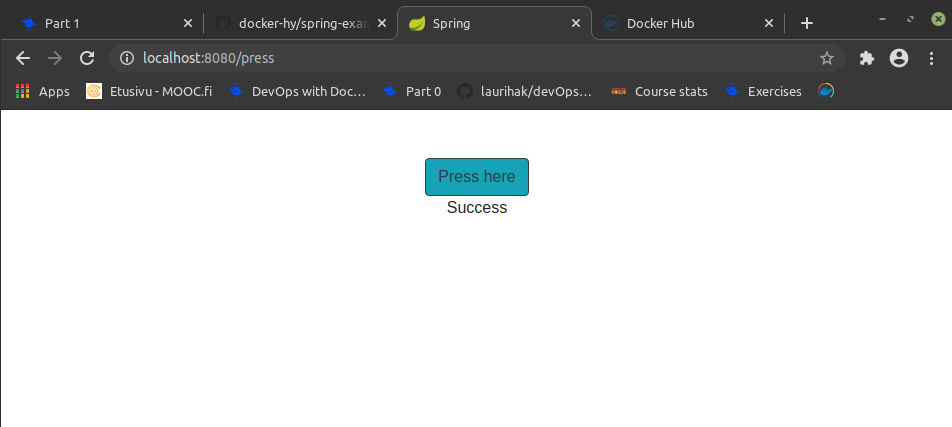 Part 1
docker-hy/spring-exam
Spring
Docker Hub
localhost:8080/press
Apps
Etusivu - MOOC.fi
DevOps with Doc...
Part 0
laurihak/devOps...
Course stats
Exercises
Press here
Success